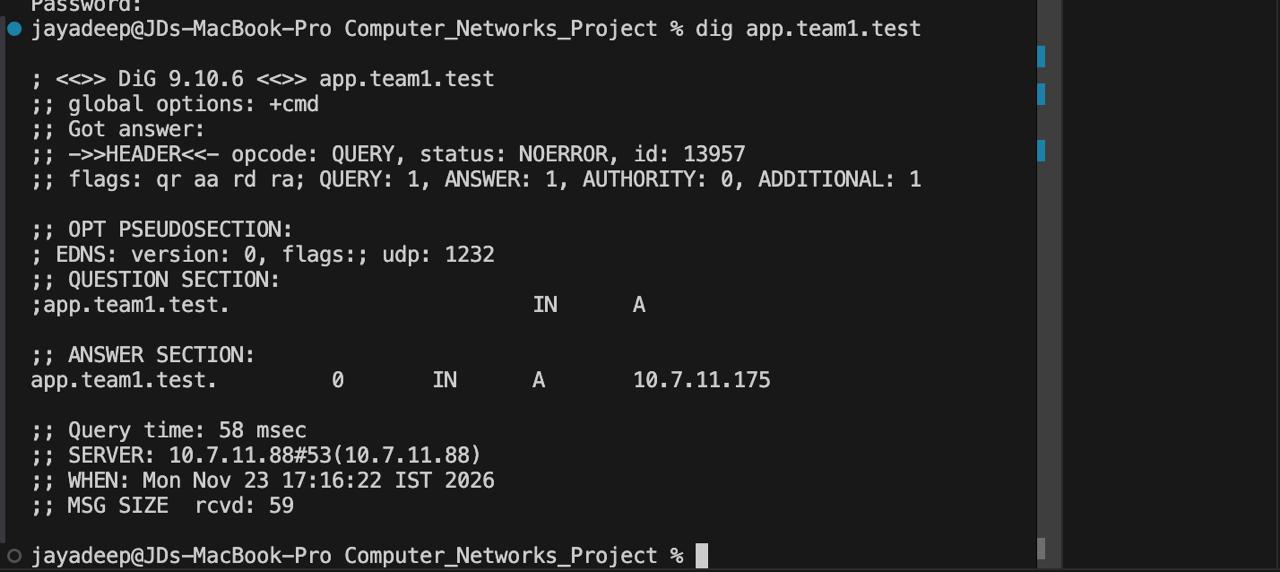 Password:
jayadeep@JDs-MacBook-Pro Computer_Networks_Project % dig app.team1.test
; <<>> DiG 9.10.6 <<>> app.team1.test
;; global options: +cmd
;; Got answer:
;; ->>HEADER<<- opcode: QUERY, status: NOERROR, id: 13957
;; flags: qr aa rd ra; QUERY: 1, ANSWER: 1, AUTHORITY: 0, ADDITIONAL: 1
;; OPT PSEUDOSECTION:
; EDNS: version: 0, flags:; udp: 1232
;; QUESTION SECTION:
;app.team1.test. IN A
;; ANSWER SECTION:
app.team1.test. 0 IN A 10.7.11.175
;; Query time: 58 msec
;; SERVER: 10.7.11.88#53(10.7.11.88)
;; WHEN: Mon Nov 23 17:16:22 IST 2026
;; MSG SIZE  rcvd: 59
jayadeep@JDs-MacBook-Pro Computer_Networks_Project %